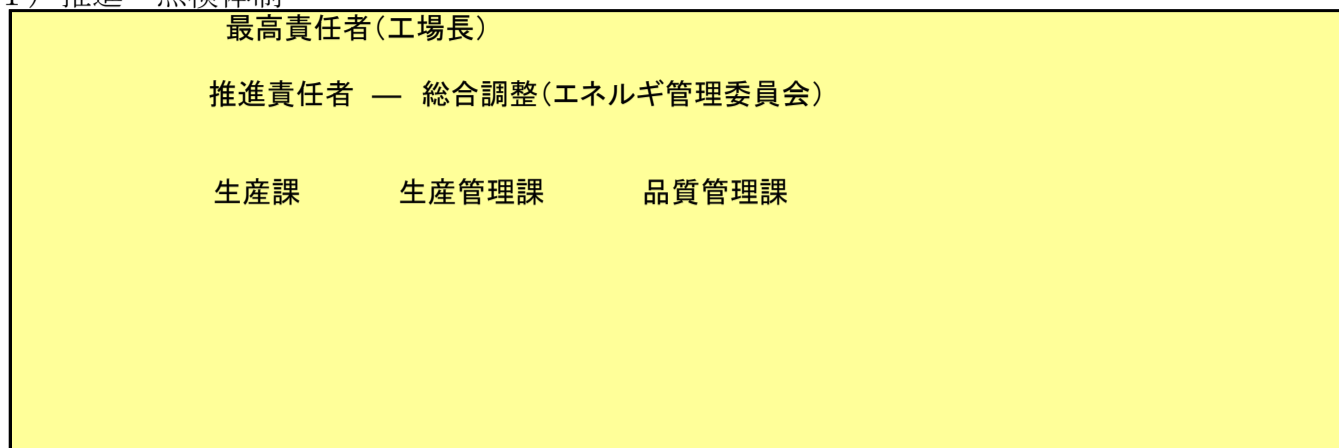 最高責任者(工場長)
推進責任者 ― 総合調整(エネルギ管理委員会)
生産課 生産管理課 品質管理課